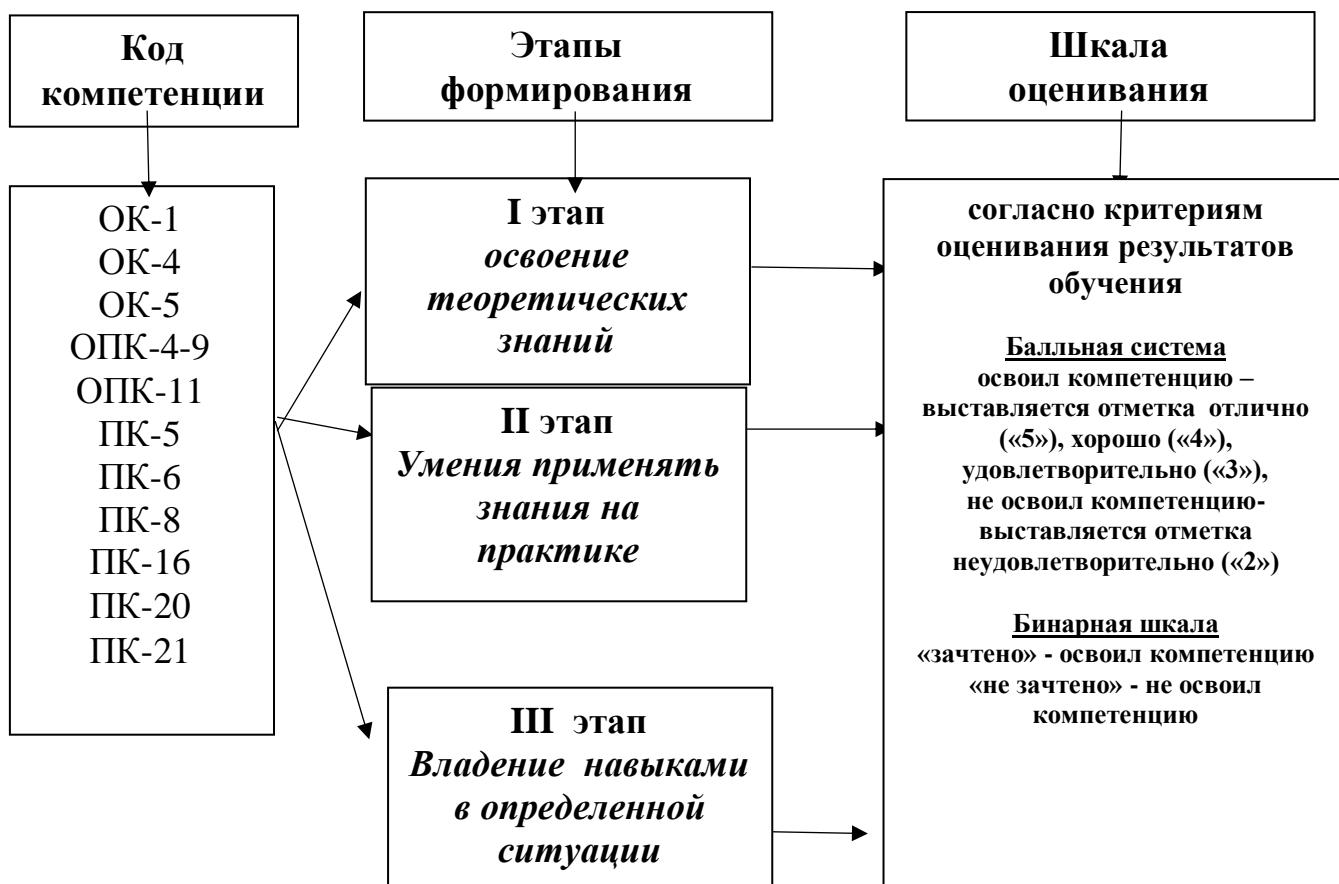 Код
компетенции
Этапы
формирования
Шкала
оценивания
ОК-1
ОК-4
ОК-5
ОПК-4-9
ОПК-11
ПК-5
ПК-6
ПК-8
ПК-16
ПК-20
ПК-21
I этап
освоение
теоретических
знаний
II этап
Умения применять
знания на
практике
III этап
Владение навыками
в определенной
ситуации
согласно критериям
оценивания результатов
обучения
Балльная система
освоил компетенцию –
выставляется отметка отлично
(«5»), хорошо («4»),
удовлетворительно («3»),
не освоил компетенцию-
выставляется отметка
неудовлетворительно («2»)
Бинарная шкала
«зачтено» - освоил компетенцию
«не зачтено» - не освоил
компетенцию